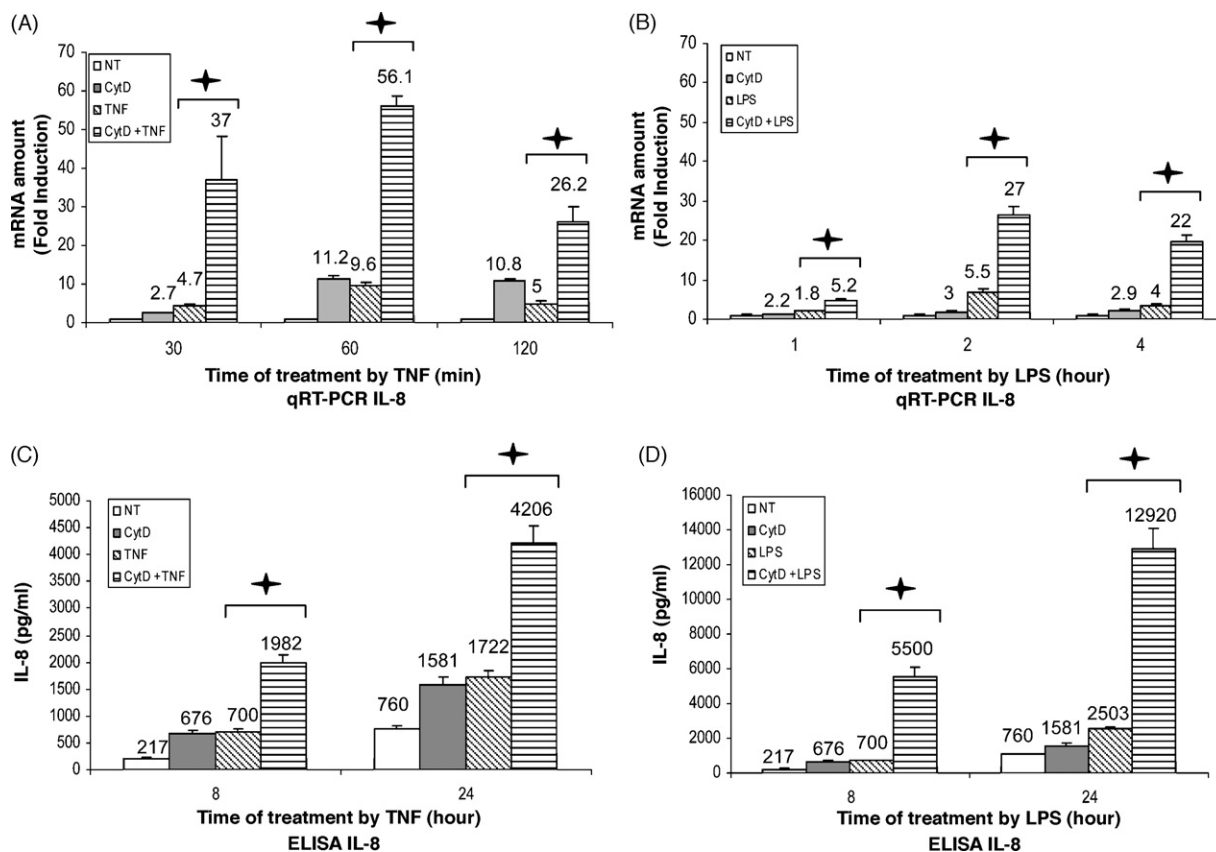 (A)
70
60
50
40
30
20
10
0
mRNA amount
(Fold Induction)
NT
CytD
TNF
CytD +TNF
2.7
4.7
37
11.2
9.6
56.1
10.8
5
26.2
30
60
120
Time of treatment by TNF (min)
qRT-PCR IL-8
(B)
70
60
50
40
30
20
10
0
mRNA amount
(Fold Induction)
NT
CytD
LPS
CytD +LPS
2.2
1.8
5.2
3
5.5
27
2.9
4
22
1
2
4
Time of treatment by LPS (hour)
qRT-PCR IL-8
(C)
5000
4500
4000
3500
3000
2500
2000
1500
1000
500
0
IL-8 (pg/ml)
NT
CytD
TNF
CytD +TNF
217
676
700
1982
760
1581
1722
4206
8
24
Time of treatment by TNF (hour)
ELISA IL-8
(D)
16000
14000
12000
10000
8000
6000
4000
2000
0
IL-8 (pg/ml)
NT
CytD
LPS
CytD +LPS
217
676
700
5500
760
1581
2503
12920
8
24
Time of treatment by LPS (hour)
ELISA IL-8